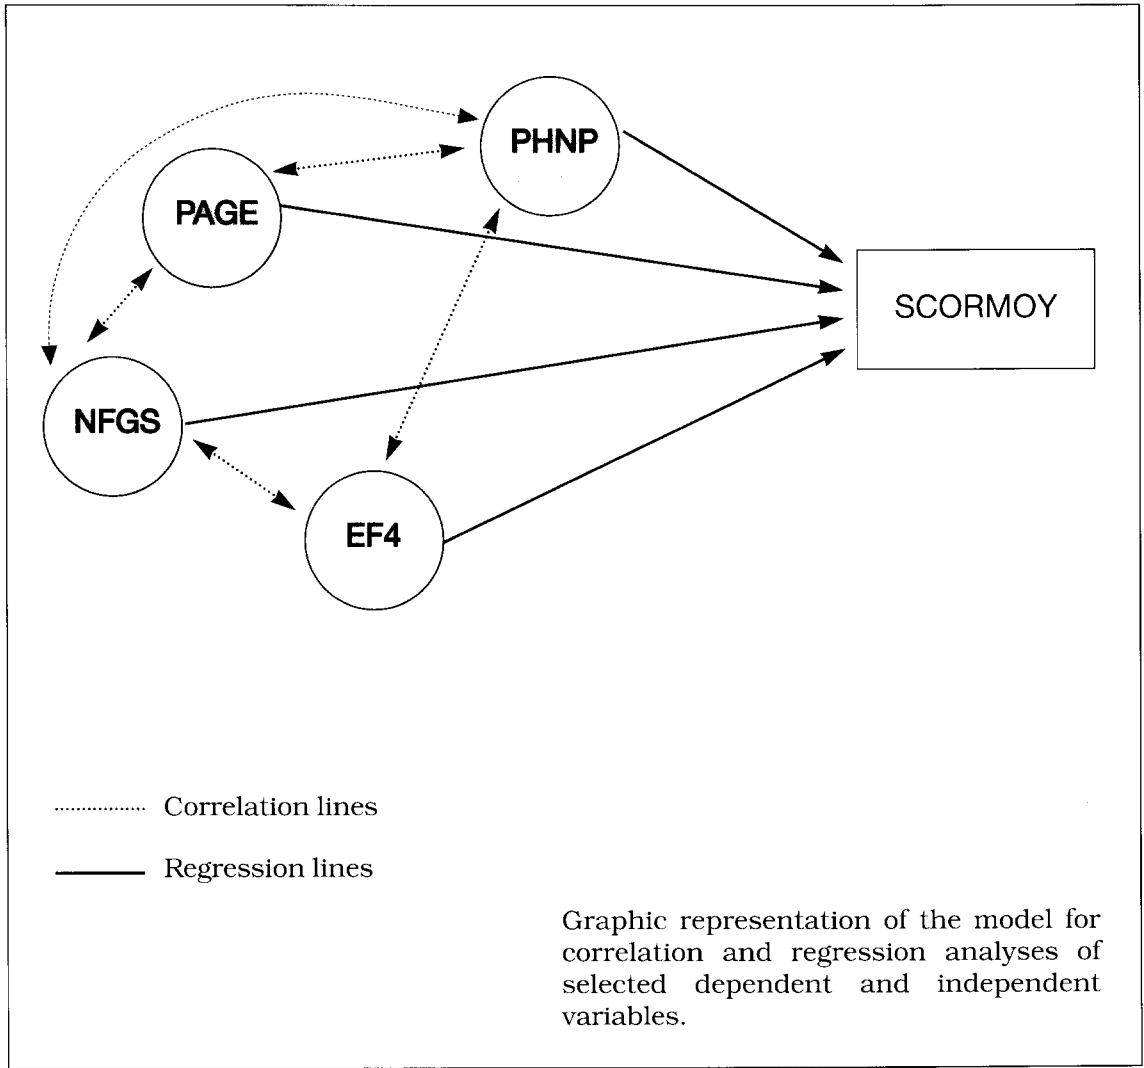 PHNP
PAGE
SCORMOY
NFGS
EF4
Correlation lines
Regression lines
Graphic representation of the model for
correlation and regression analyses of
selected dependent and independent
variables.